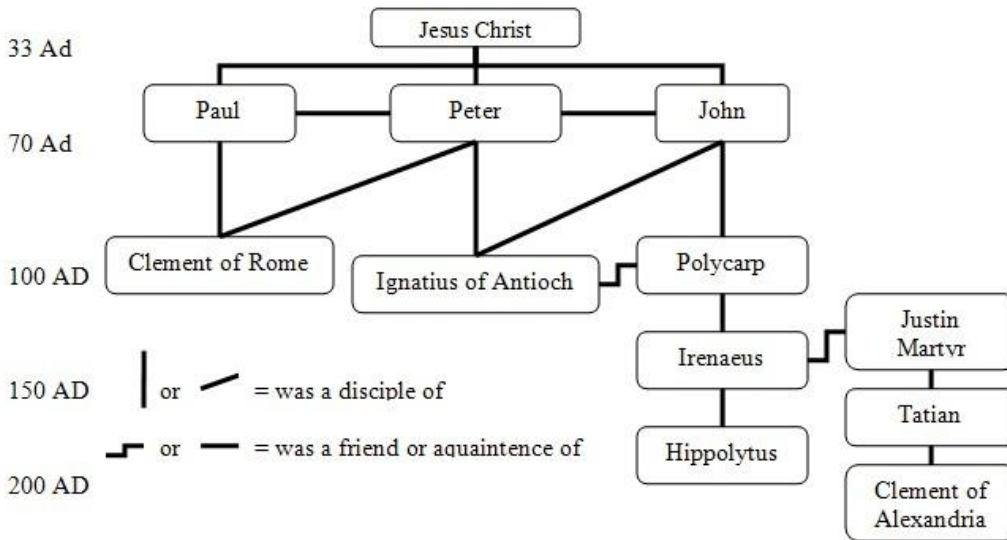 Jesus Christ
33 Ad
Paul
Peter
John
70 Ad
Clement of Rome
Ignatius of Antioch
Polycarp
100 AD
Justin
Martyr
Irenaeus
150 AD
or
= was a disciple of
Tatian
or
= was a friend or aquaintence of
Hippolytus
200 AD
Clement of
Alexandria